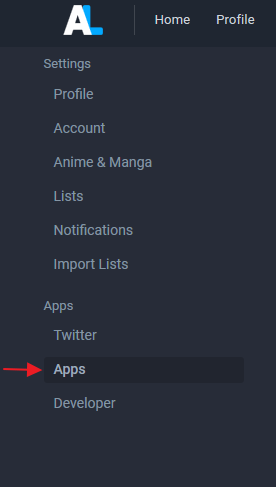 AL Home Profile
Settings
Profile
Account
Anime & Manga
Lists
Notifications
Import Lists
Apps
Twitter
Apps
Developer